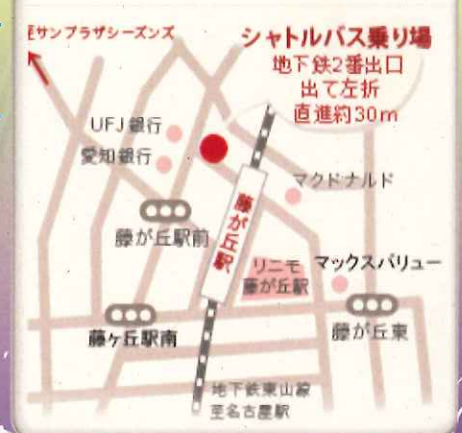 至サンプラザシーズンズ
シャトルバス乗り場
地下鉄2番出口
出て左折
直進約30m
UFJ銀行
愛知銀行
マクドナルド
藤が丘駅前
藤が丘駅
リニモ
藤が丘駅
マックスバリュー
藤ヶ丘駅南
藤が丘東
地下鉄東山線
至名古屋駅